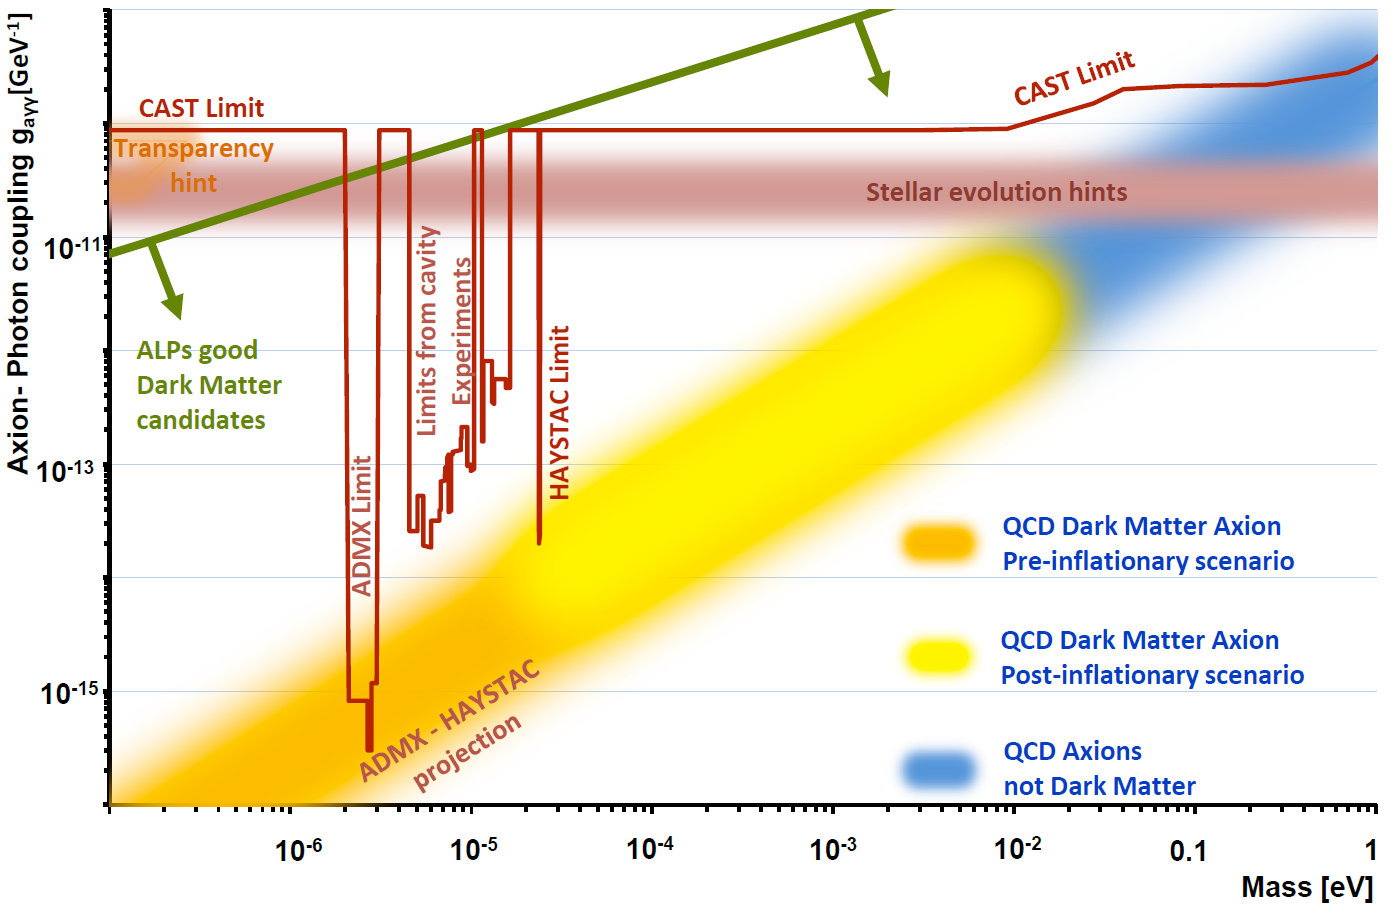 Axion- Photon coupling gaγγ[GeV-1]
CAST Limit
CAST Limit
Transparency
hint
Stellar evolution hints
10-11
Limits from cavity
Experiments
ALPs good
Dark Matter
candidates
HAYSTAC Limit
10-13
ADMX Limit
QCD Dark Matter Axion
Pre-inflationary scenario
QCD Dark Matter Axion
Post-inflationary scenario
10-15
ADMX - HAYSTAC
projection
QCD Axions
not Dark Matter
10-6
10-5
10-4
10-3
10-2
0.1
1
Mass [eV]